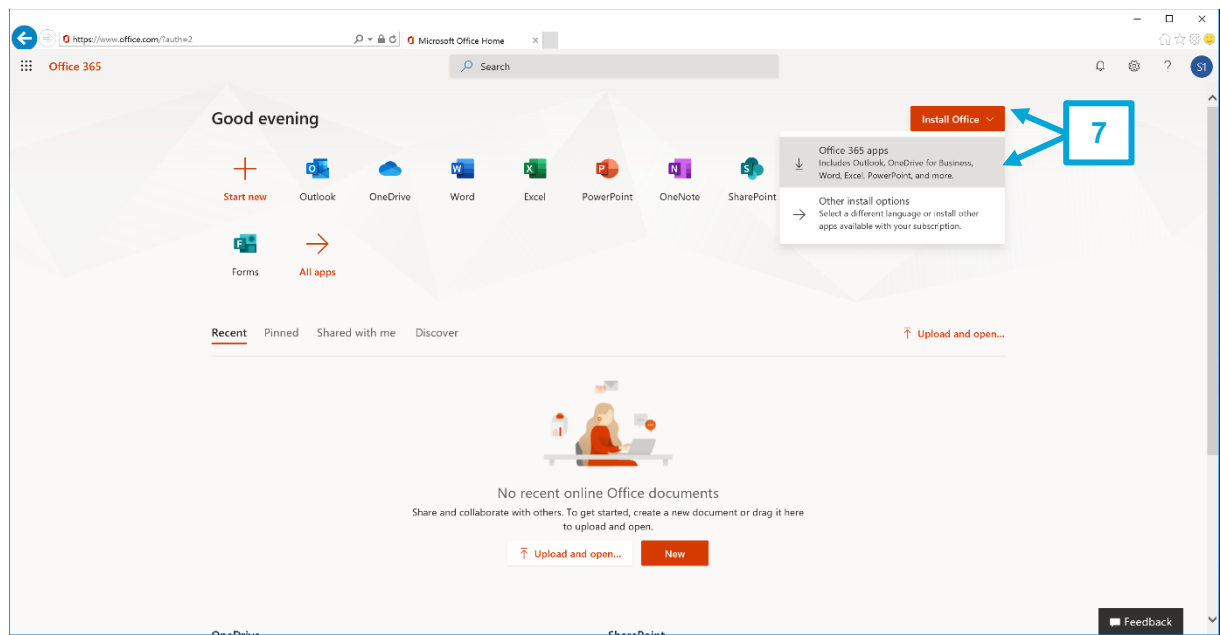 https://www.office.com/?auth=2
Microsoft Office Home
Office 365
Search
S1
Good evening
Install Office
7
Office 365 apps
Includes Outlook, OneDrive for Business,
Word, Excel, PowerPoint, and more.
Other install options
Select a different language or install other
apps available with your subscription.
Start new
Outlook
OneDrive
Word
Excel
PowerPoint
OneNote
SharePoint
Forms
All apps
Recent
Pinned
Shared with me
Discover
Upload and open...
No recent online Office documents
Share and collaborate with others. To get started, create a new document or drag it here
to upload and open.
Upload and open...
New
Feedback
OneDrive
SharePoint